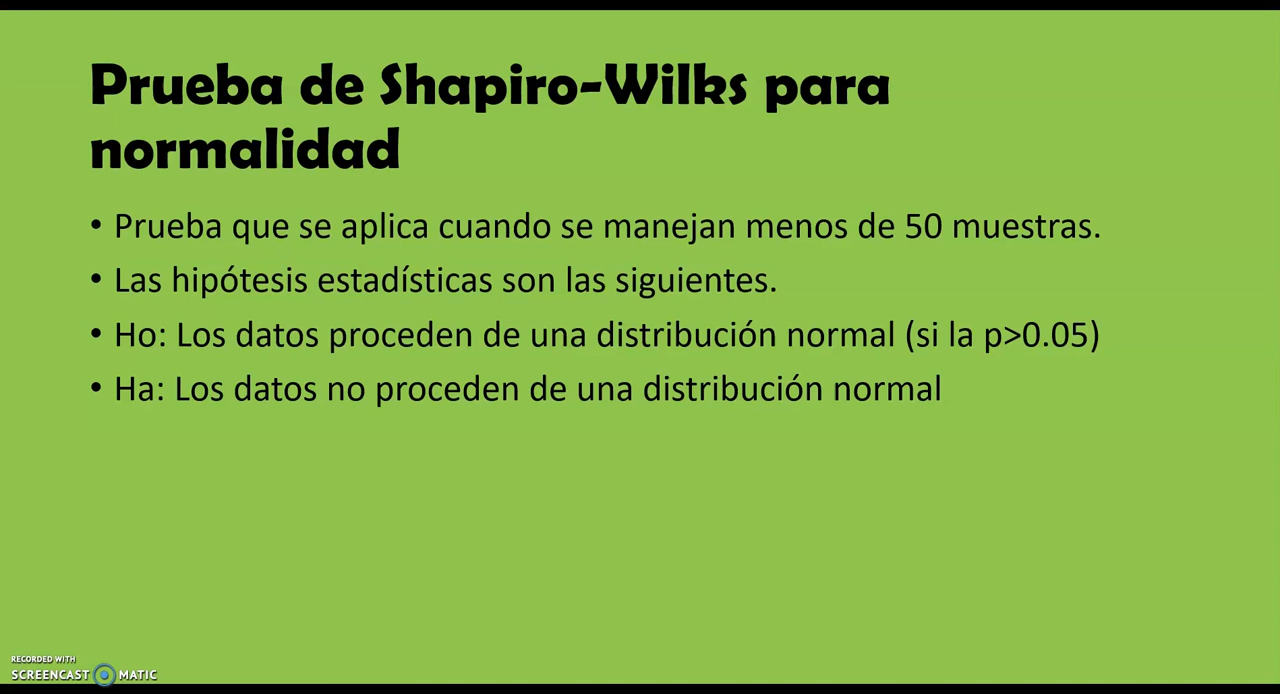 Prueba de Shapiro-Wilks para
normalidad
• Prueba que se aplica cuando se manejan menos de 50 muestras.
• Las hipótesis estadísticas son las siguientes.
• Ho: Los datos proceden de una distribución normal (si la p>0.05)
• Ha: Los datos no proceden de una distribución normal
RECORDED WITH
SCREENCAST MATIC